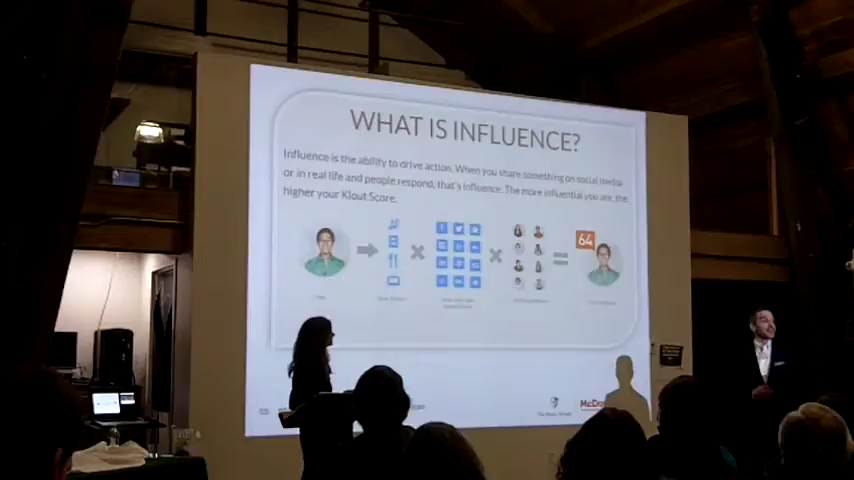 WHAT IS INFLUENCE?
Influence is the ability to drive action. When you share something on social media
or in real life and people respond, that's influence. The more influential you are, the
higher your Klout Score.
64